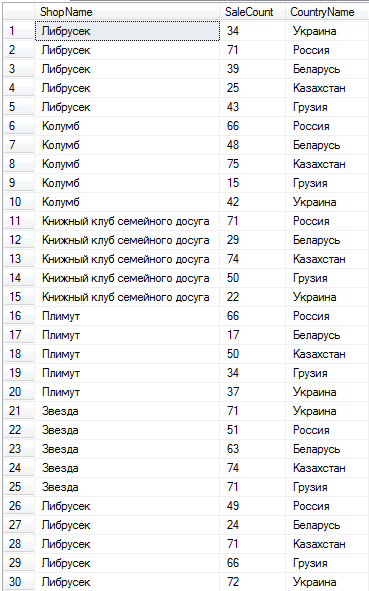 ShopName SaleCount CountryName
1 Либрусек 34 Украина
2 Либрусек 71 Россия
3 Либрусек 39 Беларусь
4 Либрусек 25 Казахстан
5 Либрусек 43 Грузия
6 Колумб 66 Россия
7 Колумб 48 Беларусь
8 Колумб 75 Казахстан
9 Колумб 15 Грузия
10 Колумб 42 Украина
11 Книжный клуб семейного досуга 71 Россия
12 Книжный клуб семейного досуга 29 Беларусь
13 Книжный клуб семейного досуга 74 Казахстан
14 Книжный клуб семейного досуга 50 Грузия
15 Книжный клуб семейного досуга 22 Украина
16 Плимут 66 Россия
17 Плимут 17 Беларусь
18 Плимут 50 Казахстан
19 Плимут 34 Грузия
20 Плимут 37 Украина
21 Звезда 71 Украина
22 Звезда 51 Россия
23 Звезда 63 Беларусь
24 Звезда 74 Казахстан
25 Звезда 71 Грузия
26 Либрусек 49 Россия
27 Либрусек 24 Беларусь
28 Либрусек 71 Казахстан
29 Либрусек 66 Грузия
30 Либрусек 72 Украина